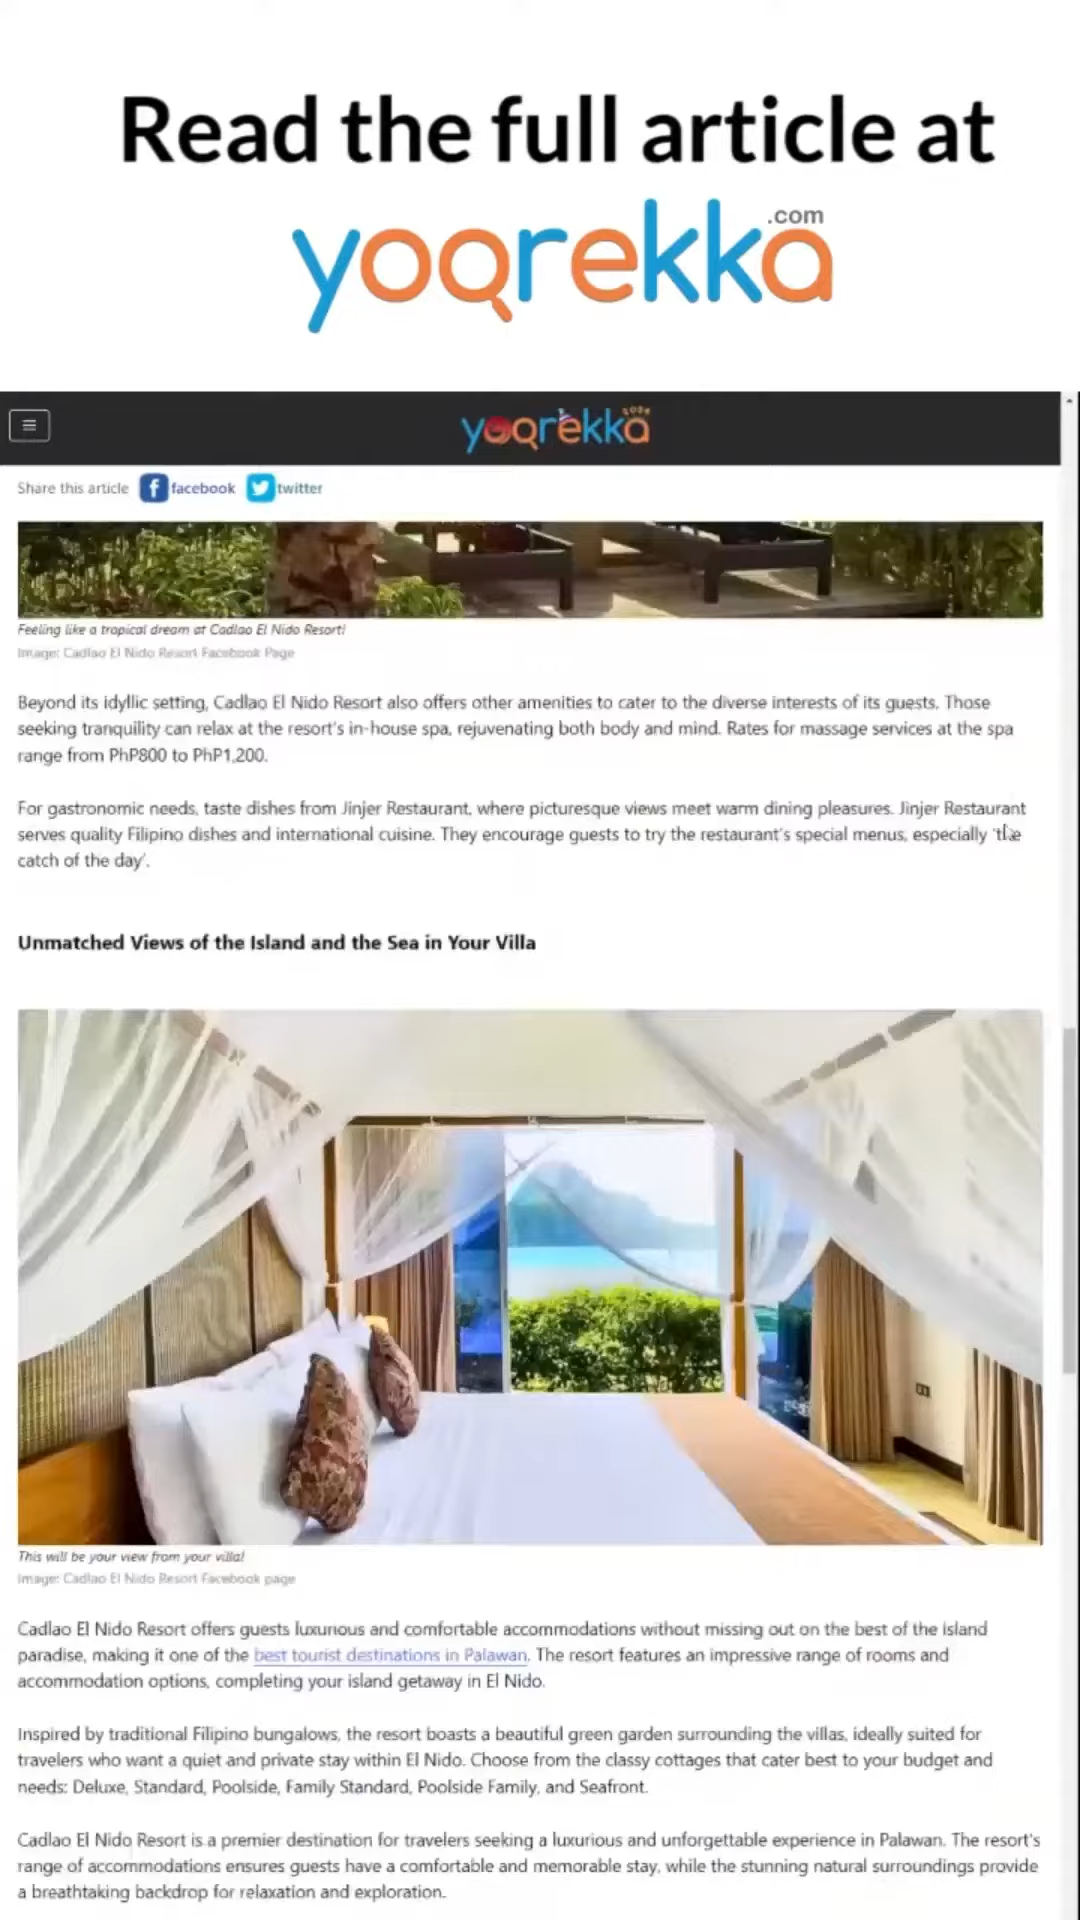 Read the full article at
yoqrekka.com
yoqrekka
Share this article facebook twitter
Feeling like a tropical dream at Cadlao El Nido Resort!
Image: Cadlao El Nido Resort Facebook Page
Beyond its idyllic setting, Cadlao El Nido Resort also offers other amenities to cater to the diverse interests of its guests. Those
seeking tranquility can relax at the resort's in-house spa, rejuvenating both body and mind. Rates for massage services at the spa
range from PhP800 to PhP1,200.
For gastronomic needs, taste dishes from Jinjer Restaurant, where picturesque views meet warm dining pleasures. Jinjer Restaurant
serves quality Filipino dishes and international cuisine. They encourage guests to try the restaurant's special menus, especially 'the
catch of the day'.
Unmatched Views of the Island and the Sea in Your Villa
This will be your view from your villa!
Image: Cadlao El Nido Resort Facebook page
Cadlao El Nido Resort offers guests luxurious and comfortable accommodations without missing out on the best of the island
paradise, making it one of the best tourist destinations in Palawan. The resort features an impressive range of rooms and
accommodation options, completing your island getaway in El Nido.
Inspired by traditional Filipino bungalows, the resort boasts a beautiful green garden surrounding the villas, ideally suited for
travelers who want a quiet and private stay within El Nido. Choose from the classy cottages that cater best to your budget and
needs: Deluxe, Standard, Poolside, Family Standard, Poolside Family, and Seafront.
Cadlao El Nido Resort is a premier destination for travelers seeking a luxurious and unforgettable experience in Palawan. The resort's
range of accommodations ensures guests have a comfortable and memorable stay, while the stunning natural surroundings provide
a breathtaking backdrop for relaxation and exploration.